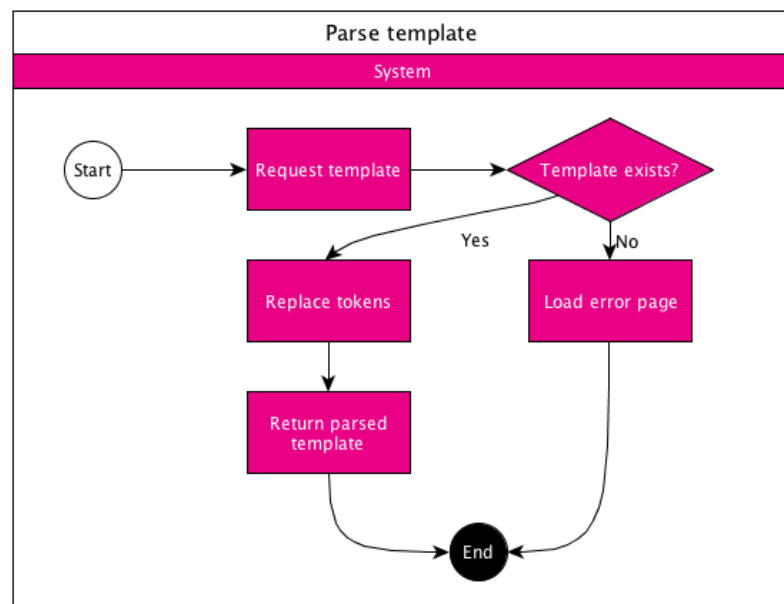 Parse template
System
Start
Request template
Template exists?
Yes
No
Replace tokens
Load error page
Return parsed
template
End